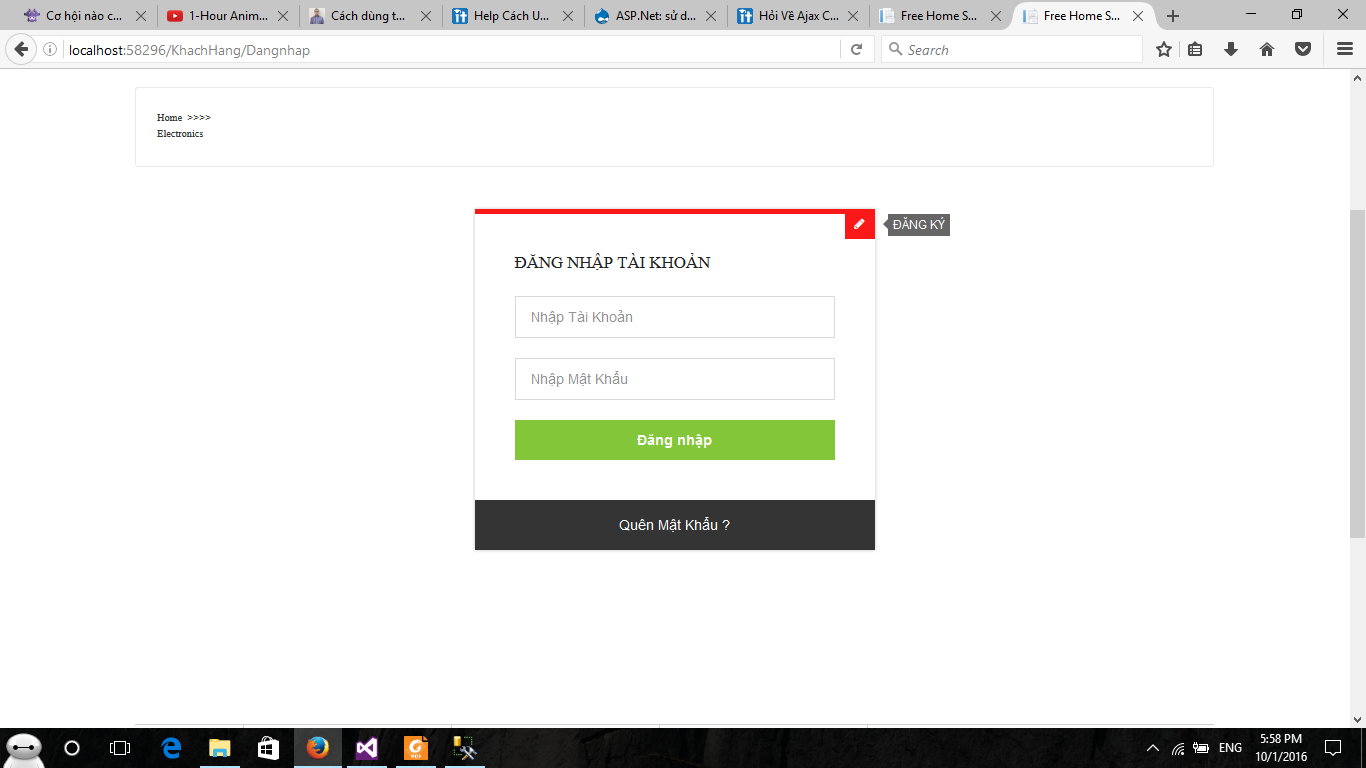 Cơ hội nào c...
1-Hour Anim...
Cách dùng t...
Help Cách U...
ASP.Net: sử d...
Hỏi Về Ajax C...
Free Home S...
Free Home S...
localhost:58296/KhachHang/Dangnhap
Search
Home >>>>
Electronics
ĐĂNG KÝ
ĐĂNG NHẬP TÀI KHOẢN
Nhập Tài Khoản
Nhập Mật Khẩu
Đăng nhập
Quên Mật Khẩu ?
ENG
5:58 PM
10/1/2016